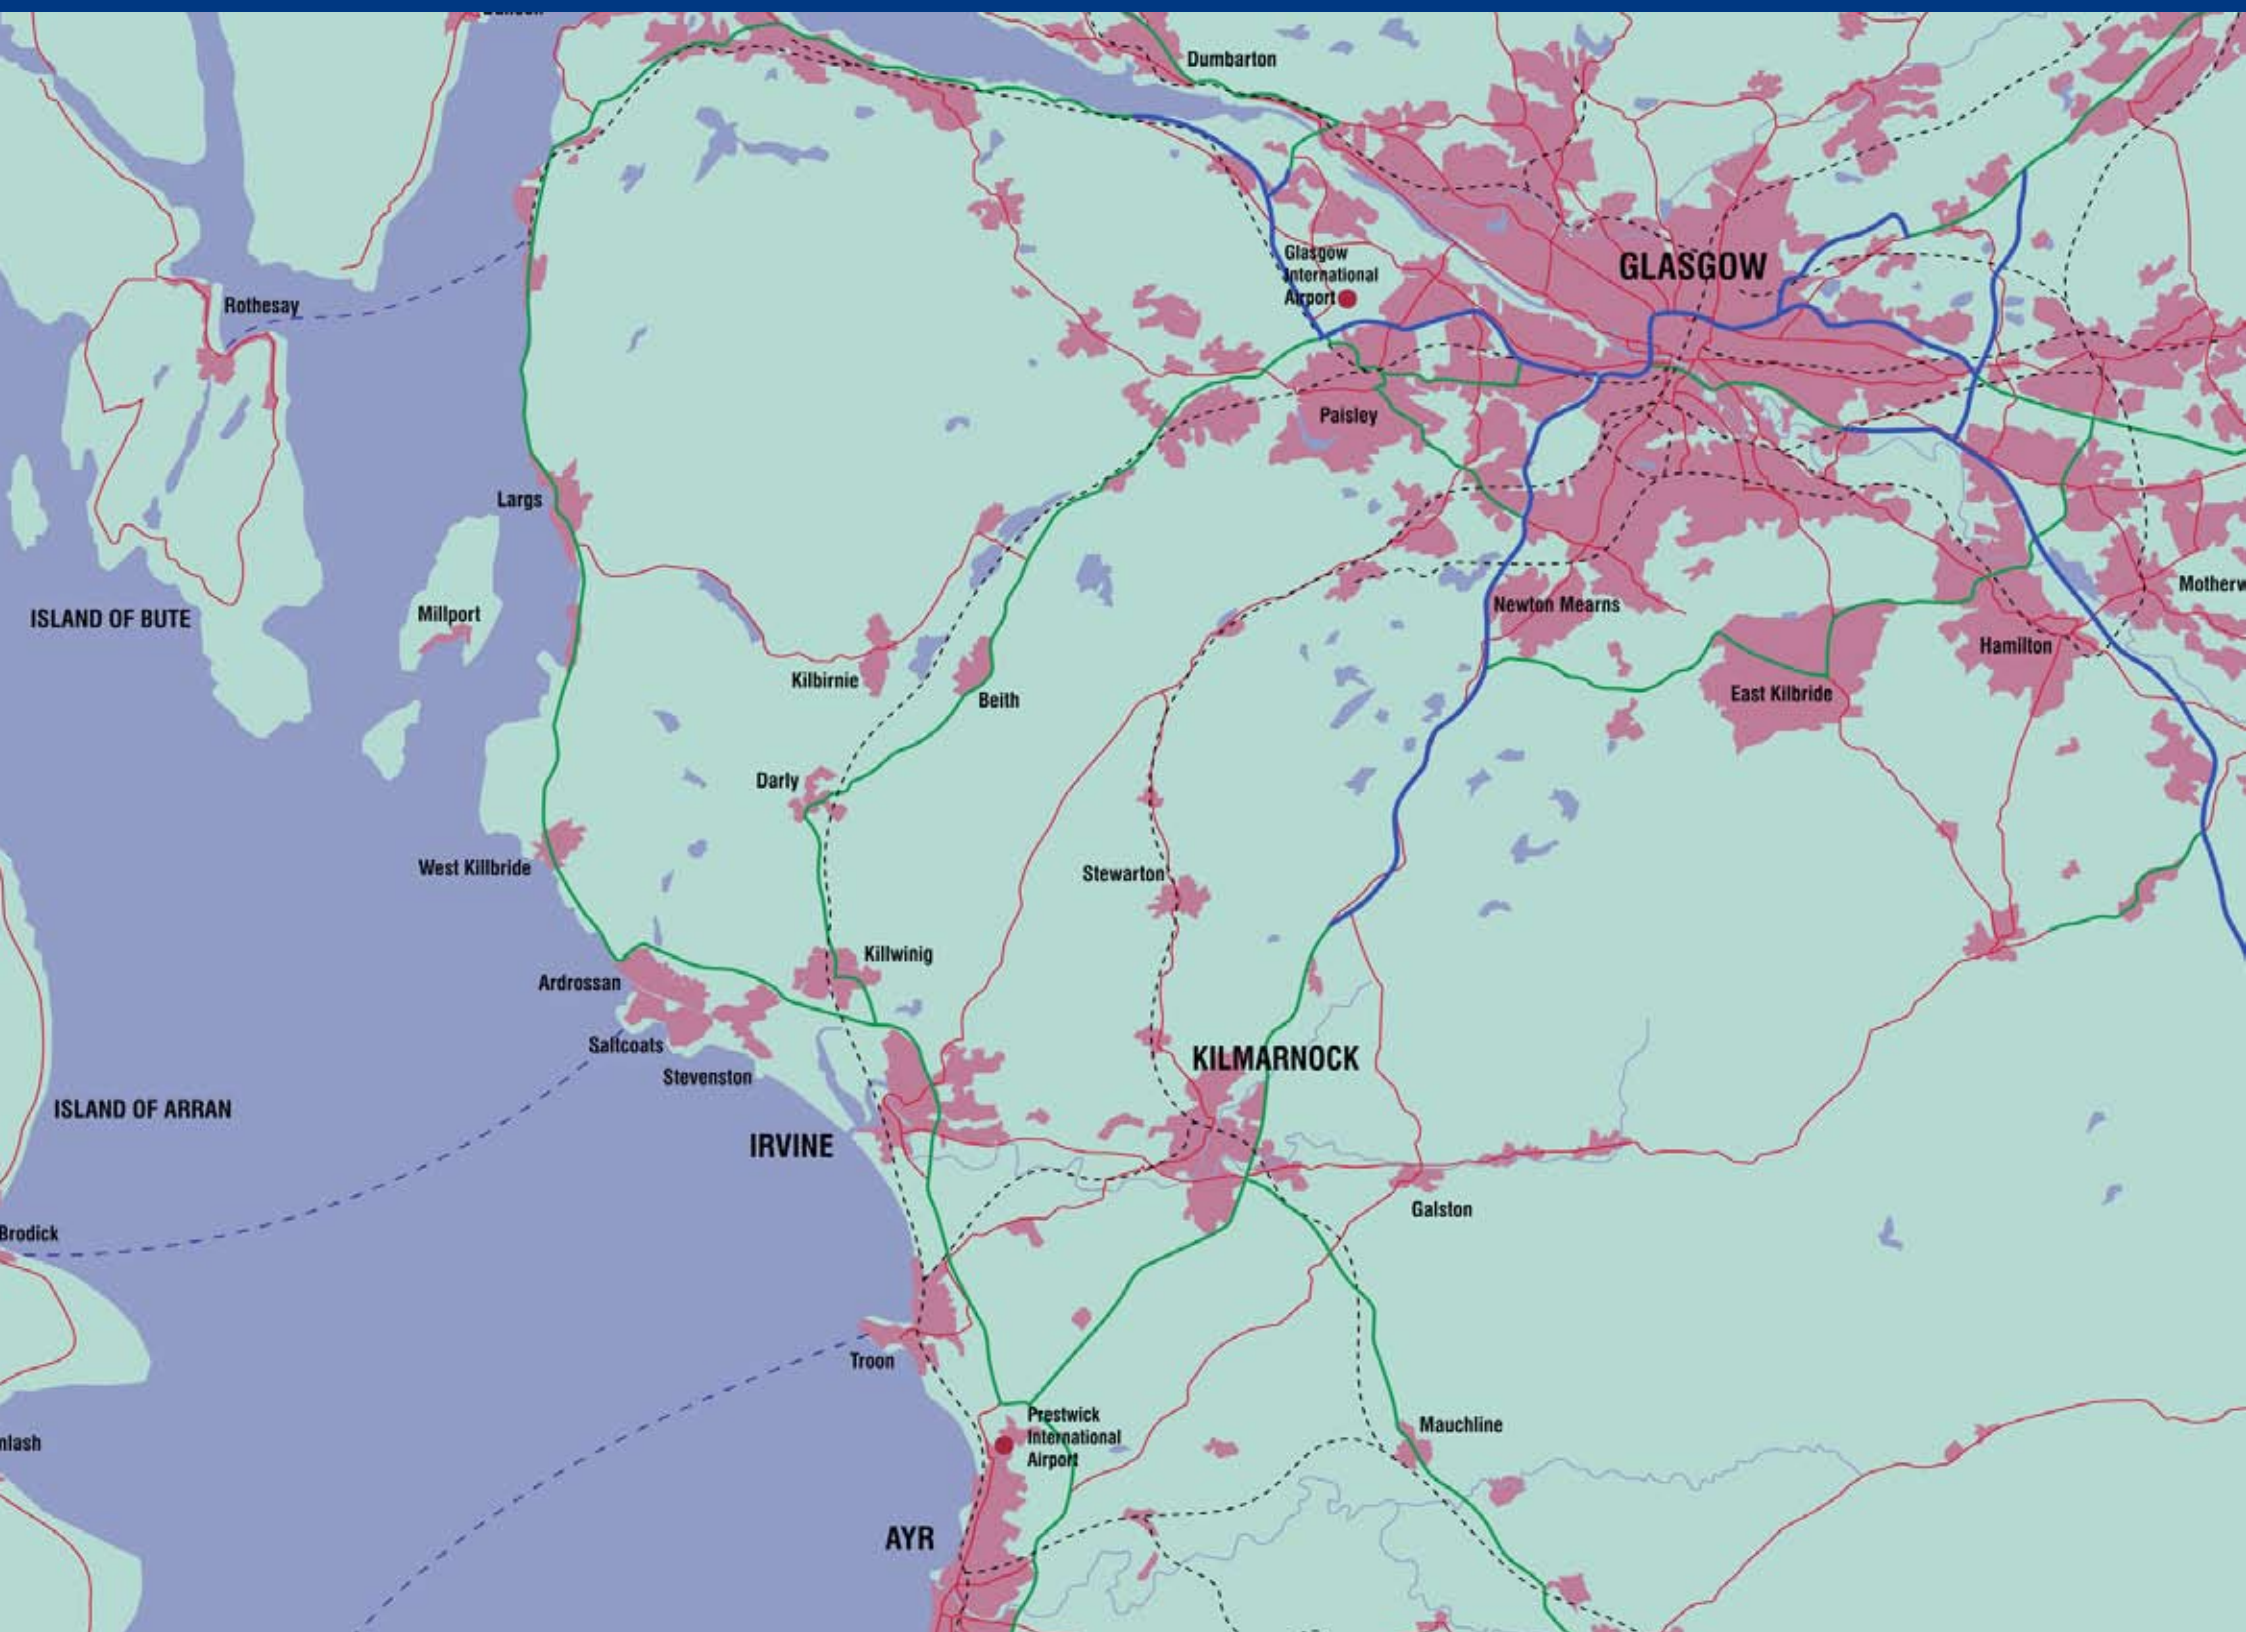 Dumbarton
GLASGOW
Glasgow
International
Airport
Rothesay
Paisley
Largs
Newton Mearns
Motherw
ISLAND OF BUTE
Millport
Hamilton
Kilbirnie
Beith
East Kilbride
Darly
West Killbride
Stewarton
Killwinig
Ardrossan
Saltcoats
KILMARNOCK
Stevenston
ISLAND OF ARRAN
IRVINE
Galston
Brodick
Troon
Prestwick
International
Airport
Mauchline
mlash
AYR